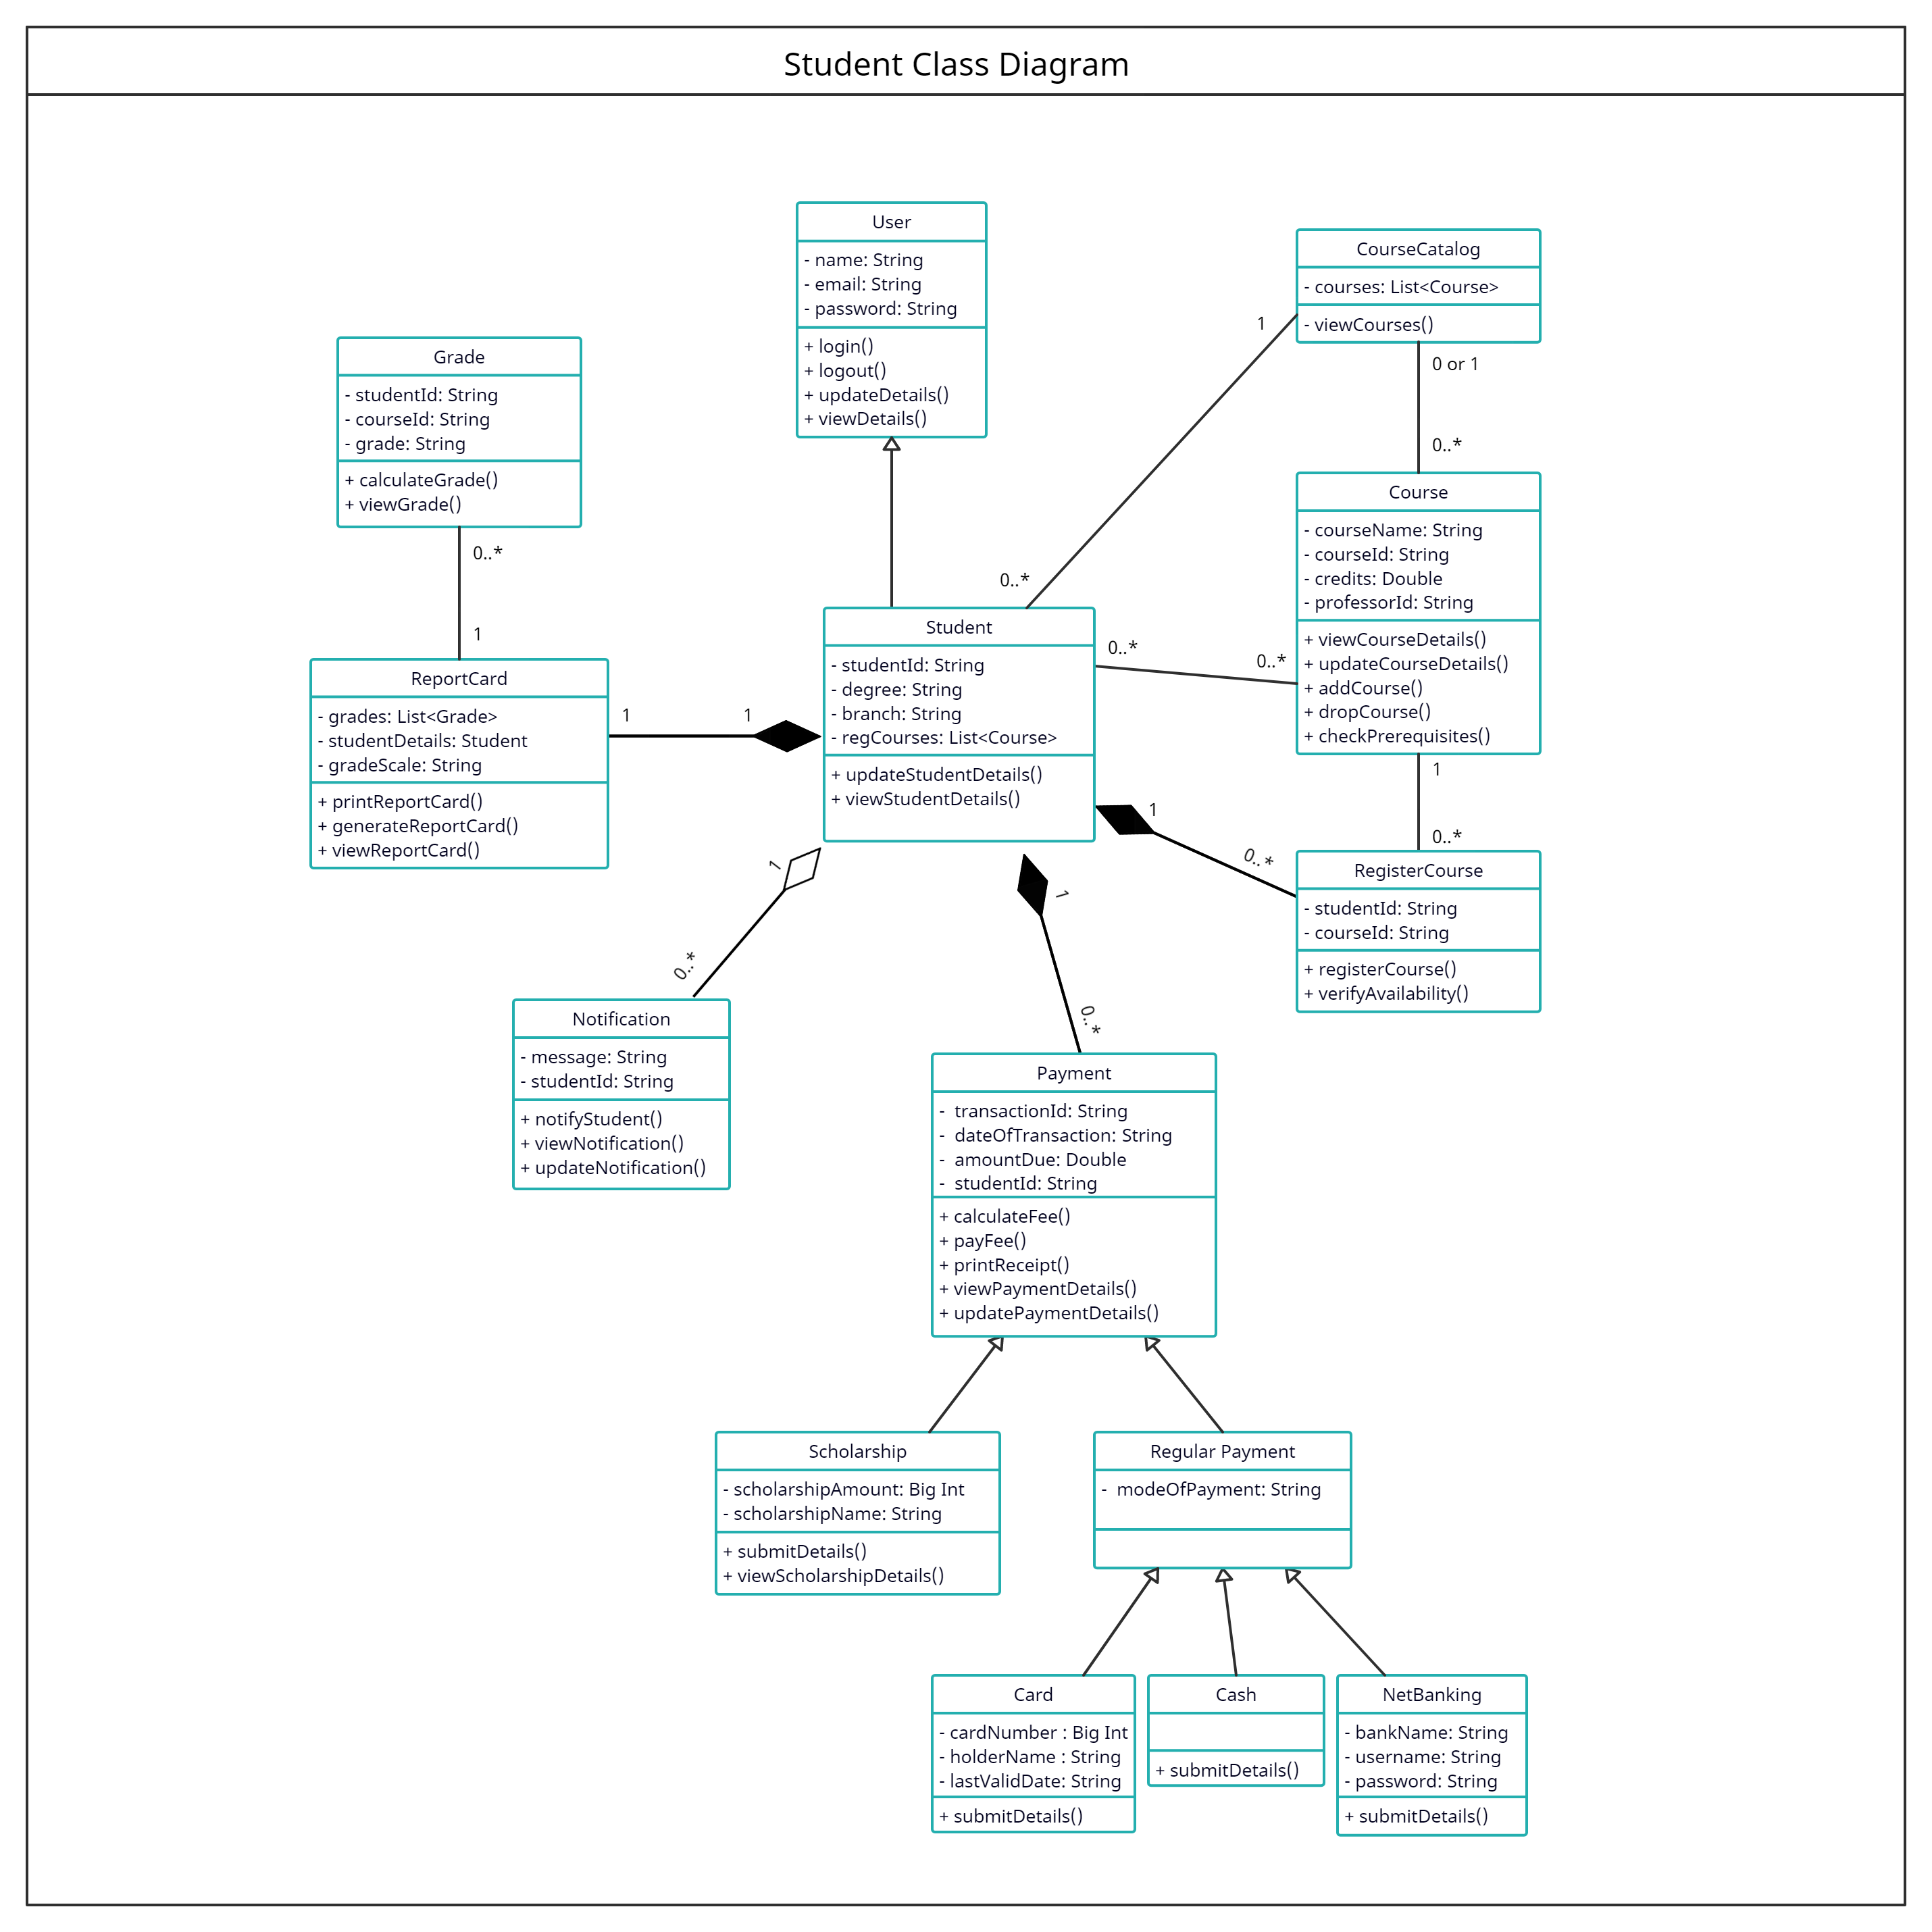 Student Class Diagram
User
- name: String
- email: String
- password: String
+ login()
+ logout()
+ updateDetails()
+ viewDetails()
CourseCatalog
- courses: List<Course>
- viewCourses()
1
0 or 1
0..*
Grade
- studentId: String
- courseId: String
- grade: String
+ calculateGrade()
+ viewGrade()
0..*
1
Course
- courseName: String
- courseId: String
- credits: Double
- professorId: String
+ viewCourseDetails()
+ updateCourseDetails()
+ addCourse()
+ dropCourse()
+ checkPrerequisites()
0..*
Student
- studentId: String
- degree: String
- branch: String
- regCourses: List<Course>
+ updateStudentDetails()
+ viewStudentDetails()
0..*
0..*
ReportCard
- grades: List<Grade>
- studentDetails: Student
- gradeScale: String
+ printReportCard()
+ generateReportCard()
+ viewReportCard()
1
1
1
0..*
1
0..*
RegisterCourse
- studentId: String
- courseId: String
+ registerCourse()
+ verifyAvailability()
1
0..*
1
0..*
Notification
- message: String
- studentId: String
+ notifyStudent()
+ viewNotification()
+ updateNotification()
Payment
- transactionId: String
- dateOfTransaction: String
- amountDue: Double
- studentId: String
+ calculateFee()
+ payFee()
+ printReceipt()
+ viewPaymentDetails()
+ updatePaymentDetails()
Scholarship
- scholarshipAmount: Big Int
- scholarshipName: String
+ submitDetails()
+ viewScholarshipDetails()
Regular Payment
- modeOfPayment: String
Card
- cardNumber : Big Int
- holderName : String
- lastValidDate: String
+ submitDetails()
Cash
+ submitDetails()
NetBanking
- bankName: String
- username: String
- password: String
+ submitDetails()